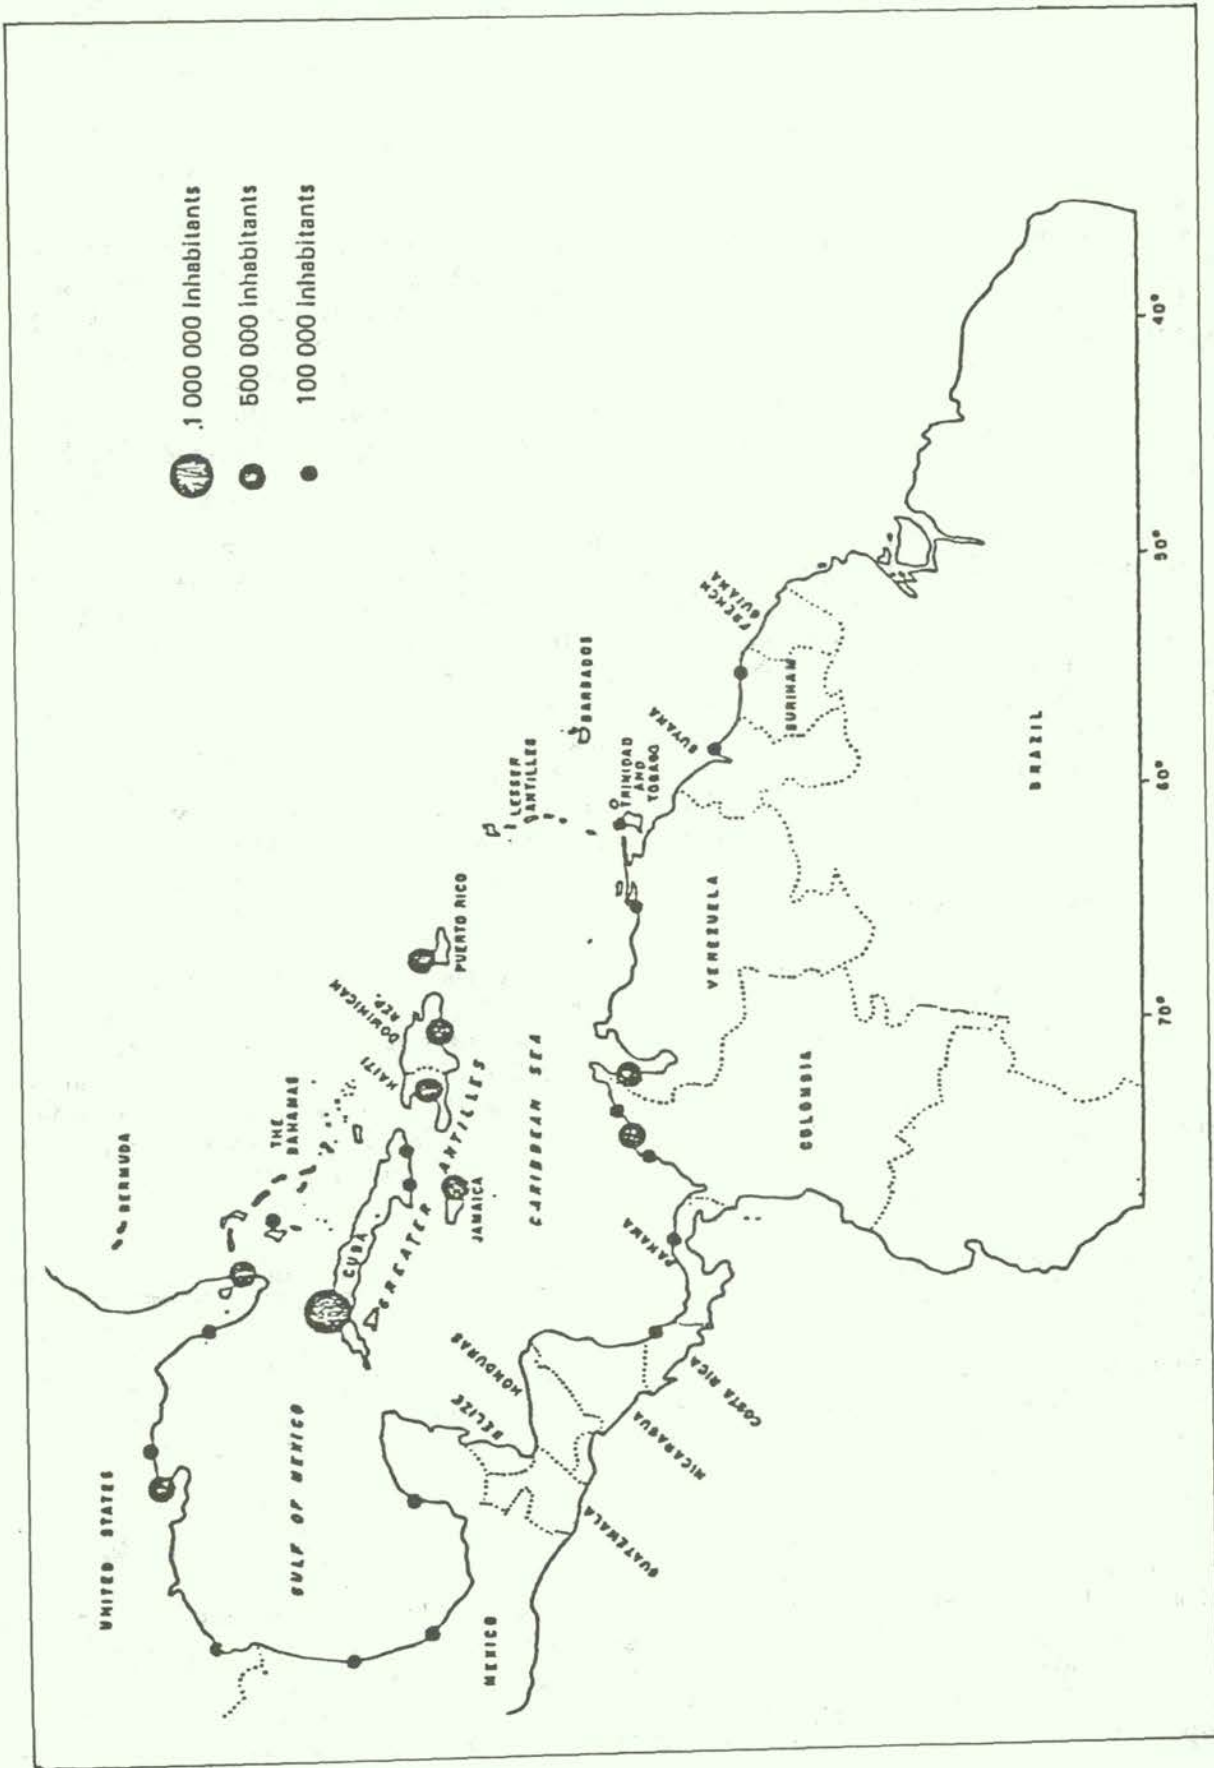 .1 000 000 inhabitants
500 000 inhabitants
100 000 inhabitants
BERMUDA
UNITED STATES
THE
BAHAMAS
GULF OF MEXICO
CUBA
GREATER ANTILLES
HAITI
DOMINICAN
REP.
PUERTO RICO
JAMAICA
LESSER
ANTILLES
BARBADOS
CARIBBEAN SEA
MEXICO
BELIZE
HONDURAS
GUATEMALA
NICARAGUA
COSTA RICA
PANAMA
TRINIDAD
AND
TOBAGO
VENEZUELA
COLOMBIA
GUYANA
SURINAM
FRENCH
GUIANA
BRAZIL
70°
60°
50°
40°